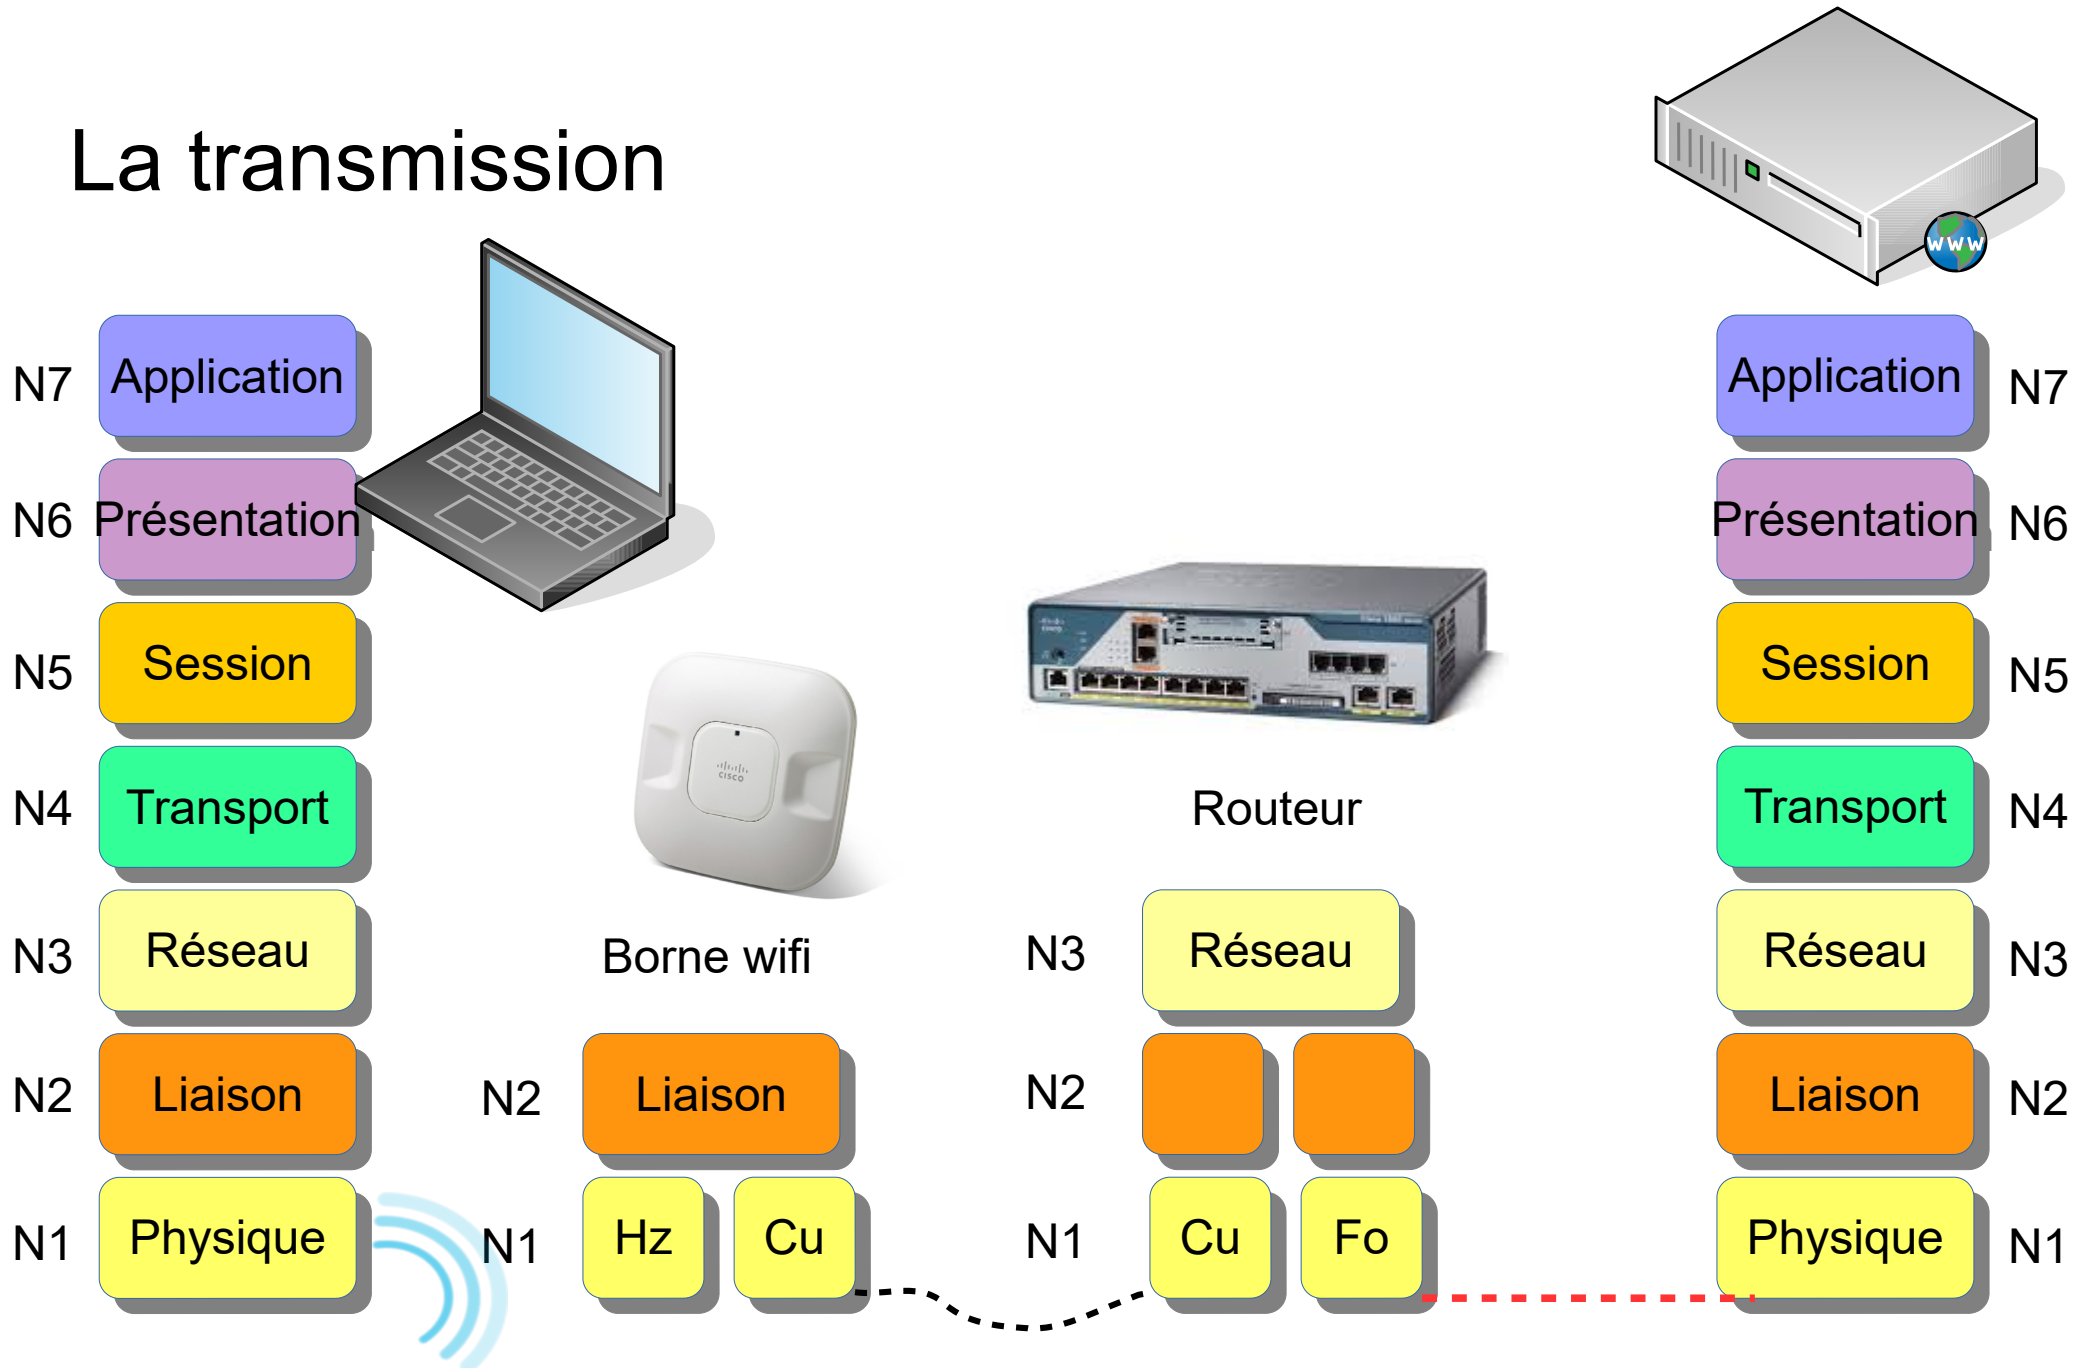 La transmission
www
N7 Application
Application N7
N6 Présentation
Présentation N6
N5 Session
Session N5
cisco
N4 Transport
Routeur
Transport N4
N3 Réseau
Borne wifi
N3 Réseau
Réseau N3
N2 Liaison
N2 Liaison
N2
Liaison N2
N1 Physique
N1 Hz Cu
N1 Cu Fo
Physique N1